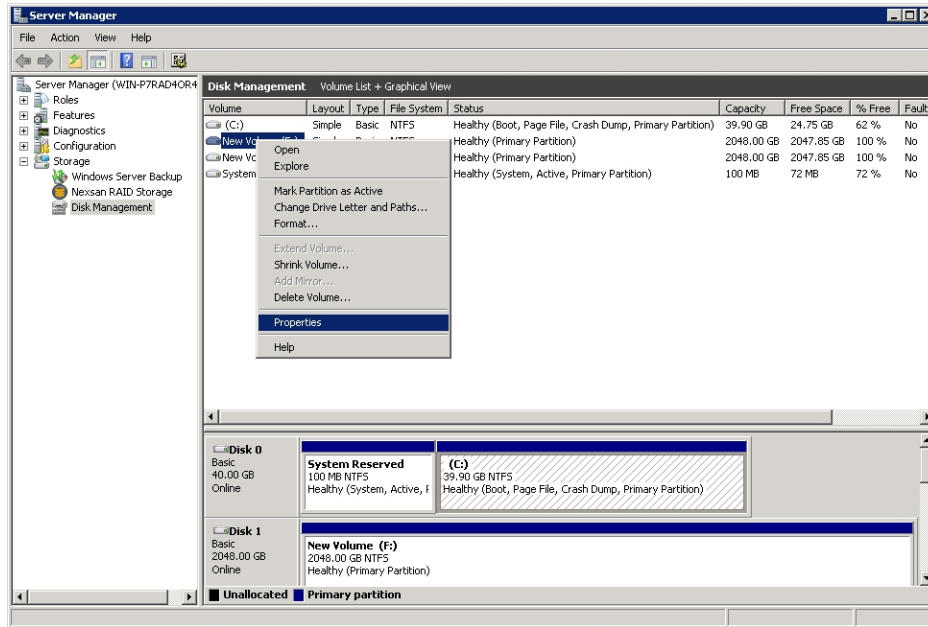 Server Manager
File Action View Help
Server Manager (WIN-P7RAD4OR4
Roles
Features
Diagnostics
Configuration
Storage
Windows Server Backup
Nexsan RAID Storage
Disk Management
Disk Management Volume List + Graphical View
Volume Layout Type File System Status Capacity Free Space % Free Fault
(C:) Simple Basic NTFS Healthy (Boot, Page File, Crash Dump, Primary Partition) 39.90 GB 24.75 GB 62 % No
New Healthy (Primary Partition) 2048.00 GB 2047.85 GB 100 % No
New Healthy (Primary Partition) 2048.00 GB 2047.85 GB 100 % No
System Healthy (System, Active, Primary Partition) 100 MB 72 MB 72 % No
Open
Explore
Mark Partition as Active
Change Drive Letter and Paths...
Format...
Extend Volume...
Shrink Volume...
Add Mirror...
Delete Volume...
Properties
Help
Disk 0
Basic
40.00 GB
Online
System Reserved
100 MB NTFS
Healthy (System, Active,
(C:)
39.90 GB NTFS
Healthy (Boot, Page File, Crash Dump, Primary Partition)
Disk 1
Basic
2048.00 GB
Online
New Volume (F:)
2048.00 GB NTFS
Healthy (Primary Partition)
Unallocated Primary partition